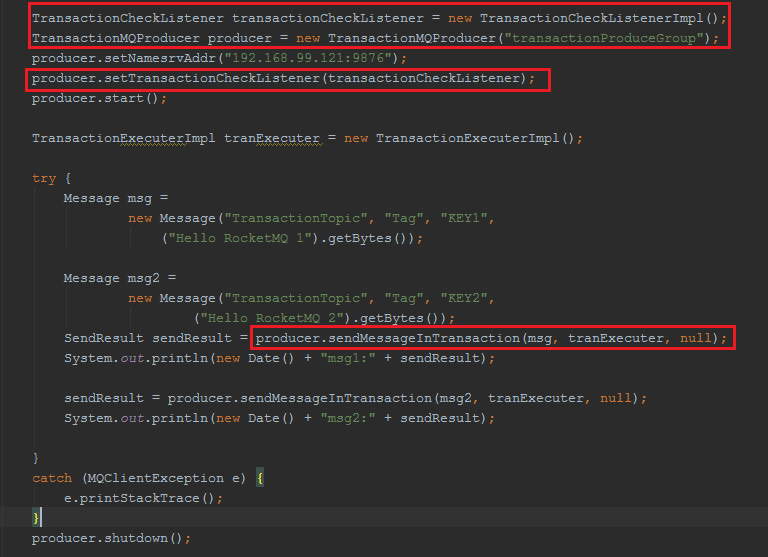 TransactionCheckListener transactionCheckListener = new TransactionCheckListenerImpl();
TransactionMQProducer producer = new TransactionMQProducer("transactionProduceGroup");
producer.setNamesrvAddr("192.168.99.121:9876");
producer.setTransactionCheckListener(transactionCheckListener);
producer.start();
TransactionExecuterImpl tranExecuter = new TransactionExecuterImpl();
try {
Message msg =
new Message("TransactionTopic", "Tag", "KEY1",
("Hello RocketMQ 1").getBytes());
Message msg2 =
new Message("TransactionTopic", "Tag", "KEY2",
("Hello RocketMQ 2").getBytes());
SendResult sendResult = producer.sendMessageInTransaction(msg, tranExecuter, null);
System.out.println(new Date() + "msg1:" + sendResult);
sendResult = producer.sendMessageInTransaction(msg2, tranExecuter, null);
System.out.println(new Date() + "msg2:" + sendResult);
}
catch (MQClientException e) {
e.printStackTrace();
}
producer.shutdown();